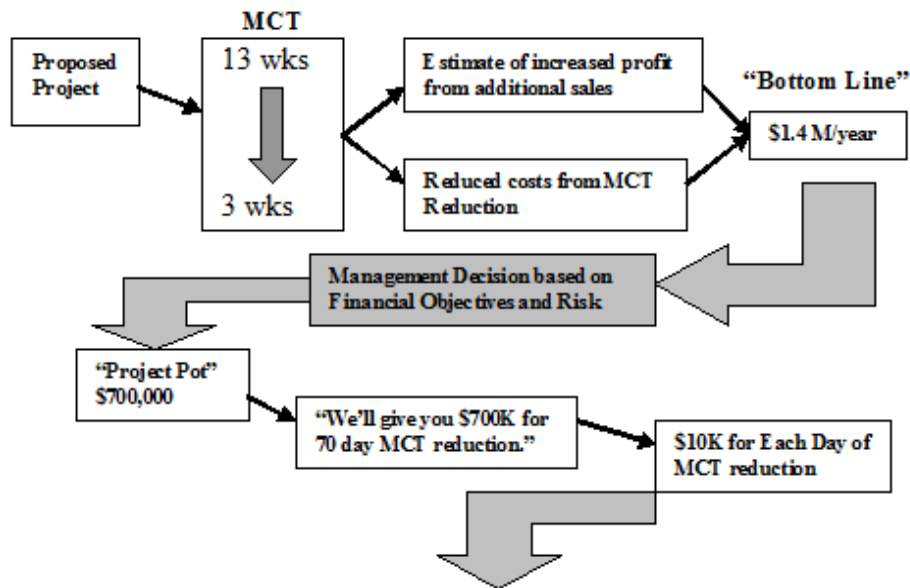 MCT
Proposed
Project
13 wks
3 wks
Estimate of increased profit
from additional sales
Reduced costs from MCT
Reduction
“Bottom Line”
$1.4 M/year
Management Decision based on
Financial Objectives and Risk
“Project Pot”
$700,000
“We’ll give you $700K for
70 day MCT reduction.”
$10K for Each Day of
MCT reduction